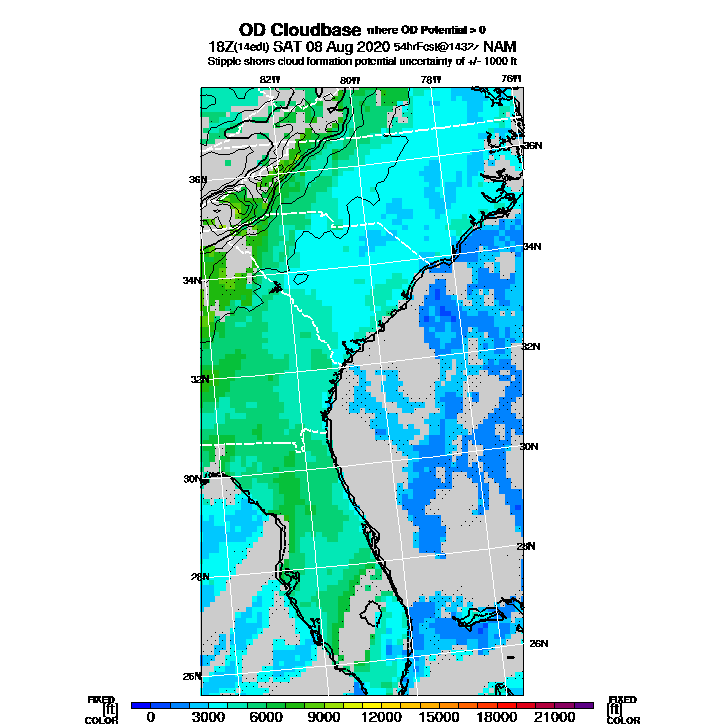 OD Cloudbase where OD Potential > 0
18Z(14edt) SAT 08 Aug 2020 54hrFcst@1432z NAM
Stipple shows cloud formation potential uncertainty of +/- 1000 ft
82W 80W 78W 76W
36N 36N
34N 34N
32N 32N
30N 30N
28N 28N
26N 26N
FIXED FIXED
[ft] [ft]
COLOR COLOR
0 3000 6000 9000 12000 15000 18000 21000